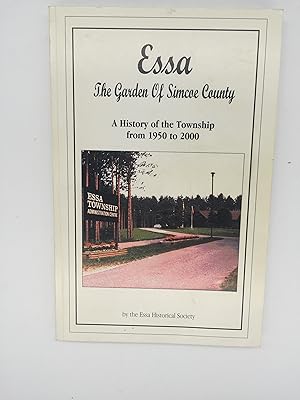 Essa
The Garden Of Simcoe County
A History of the Township
from 1950 to 2000
ESSA
TOWNSHIP
ADMINISTRATION CENTRE
by the Essa Historical Society